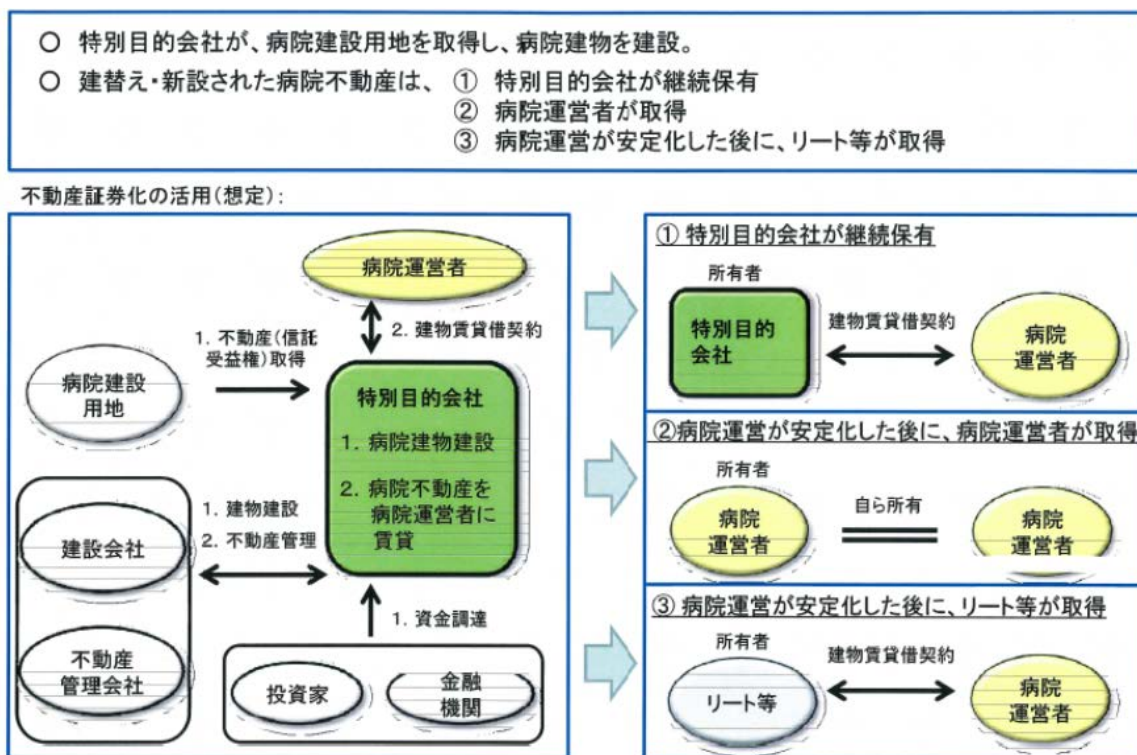 ○ 特別目的会社が、病院建設用地を取得し、病院建物を建設。
○ 建替え・新設された病院不動産は、 ① 特別目的会社が継続保有
② 病院運営者が取得
③ 病院運営が安定化した後に、リート等が取得
不動産証券化の活用(想定):
病院運営者
2. 建物賃貸借契約
1. 不動産(信託
受益権)取得
病院建設
用地
特別目的会社
1. 病院建物建設
2. 病院不動産を
病院運営者に
賃貸
1. 建物建設
2. 不動産管理
建設会社
不動産
管理会社
1. 資金調達
投資家
金融
機関
① 特別目的会社が継続保有
所有者
特別目的
会社
建物賃貸借契約
病院
運営者
②病院運営が安定化した後に、病院運営者が取得
所有者
病院
運営者
自ら所有
病院
運営者
③ 病院運営が安定化した後に、リート等が取得
所有者
リート等
建物賃貸借契約
病院
運営者